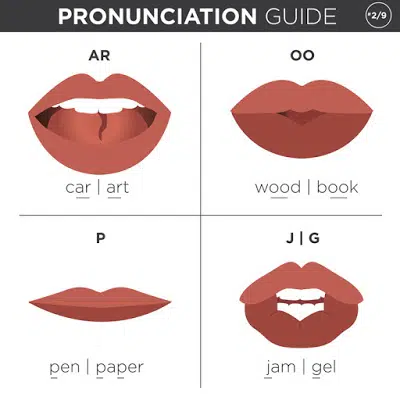 PRONUNCIATION GUIDE #2/9
AR
OO
car | art
wood | book
P
J | G
pen | paper
jam | gel